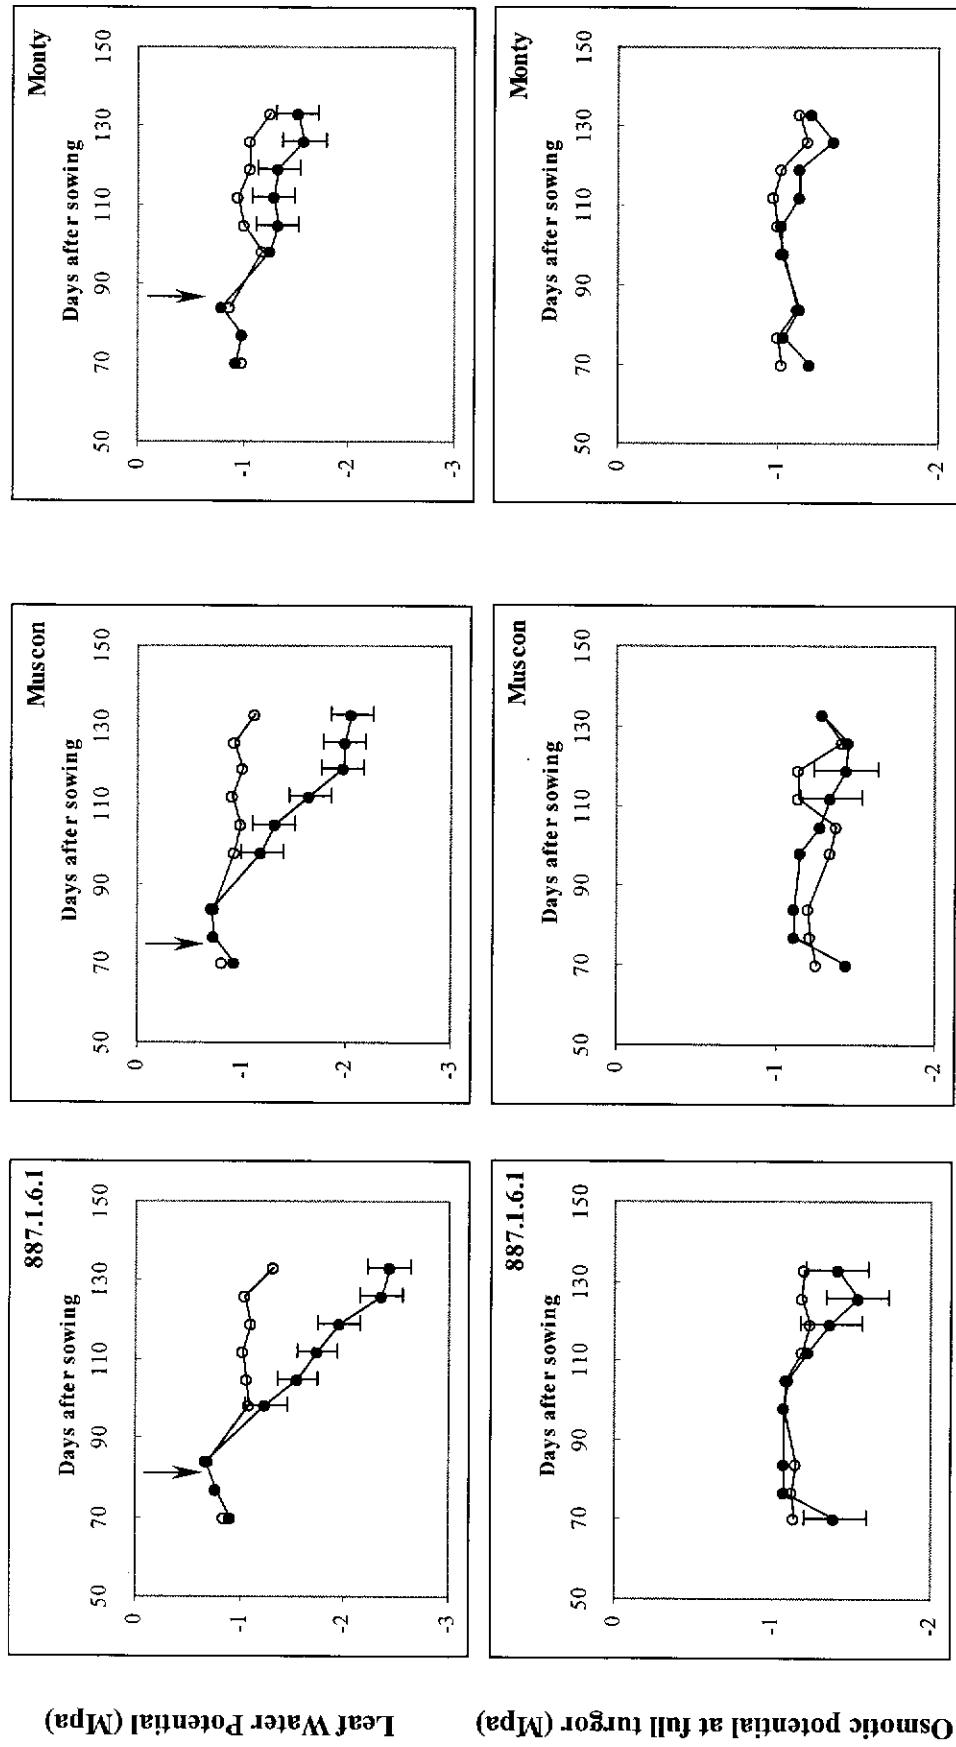 Leaf Water Potential (Mpa)
887.1.6.1
Days after sowing
50 70 90 110 130 150
0
-1
-2
-3
Muscon
Days after sowing
50 70 90 110 130 150
0
-1
-2
-3
Monty
Days after sowing
50 70 90 110 130 150
0
-1
-2
-3
Osmotic potential at full turgor (Mpa)
887.1.6.1
Days after sowing
50 70 90 110 130 150
0
-1
-2
Muscon
Days after sowing
50 70 90 110 130 150
0
-1
-2
Monty
Days after sowing
50 70 90 110 130 150
0
-1
-2